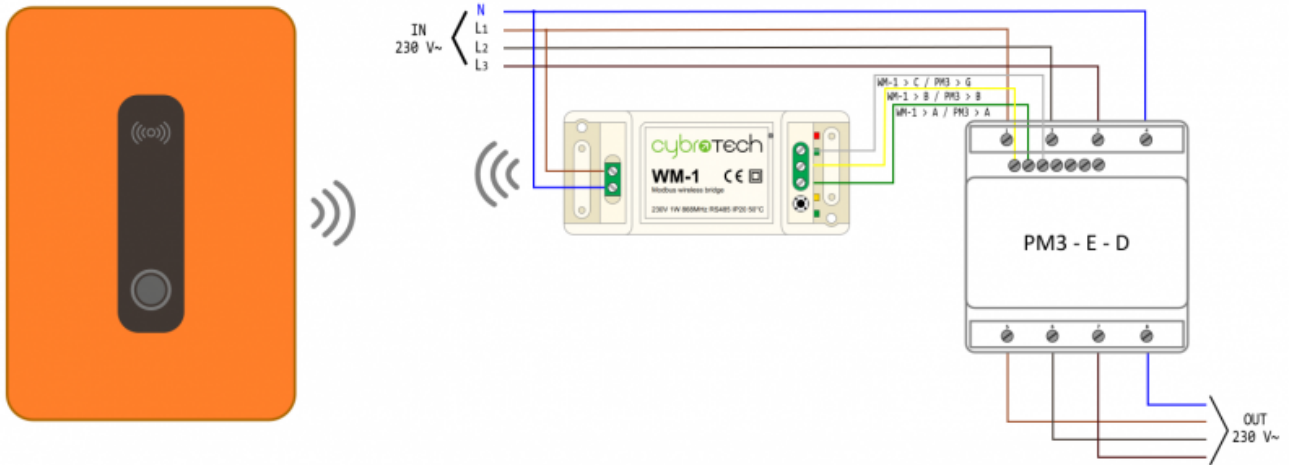 N
L1
IN
230 V~
L2
L3
WM-1 > C / PM3 > G
WM-1 > B / PM3 > B
WM-1 > A / PM3 > A
cybrotech
WM-1
CE
Modbus wireless bridge
230V 1W 868MHz RS485 IP20 50°C
PM3 - E - D
OUT
230 V~